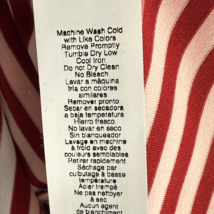 Machine Wash Cold
with Like Colors
Remove Promptly
Tumble Dry Low
Cool Iron
Do not Dry Clean
No Bleach
Lavar a máquina
fría con colores
similares
Remover pronto
Secar en secadora
a baja temperatura
Hierro fresco
No lavar en seco
Sin blanqueador
Lavage en machine
à froid avec des
couleurs semblables
Retirer rapidement
Séchage par
culbutage à basse
température
Acier trempé
Ne pas nettoyer
à sec
Aucun agent
de blanchiment